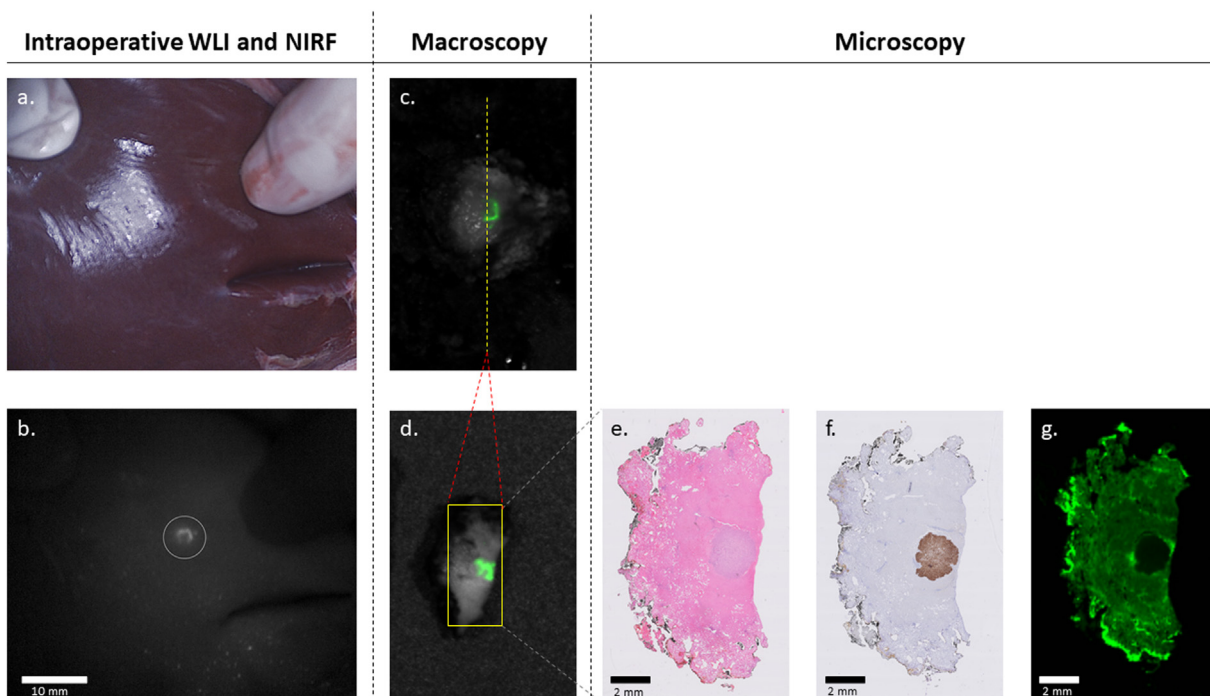 Intraoperative WLI and NIRF
Macroscopy
Microscopy
a.
c.
b.
10 mm
d.
e.
2 mm
f.
2 mm
g.
2 mm